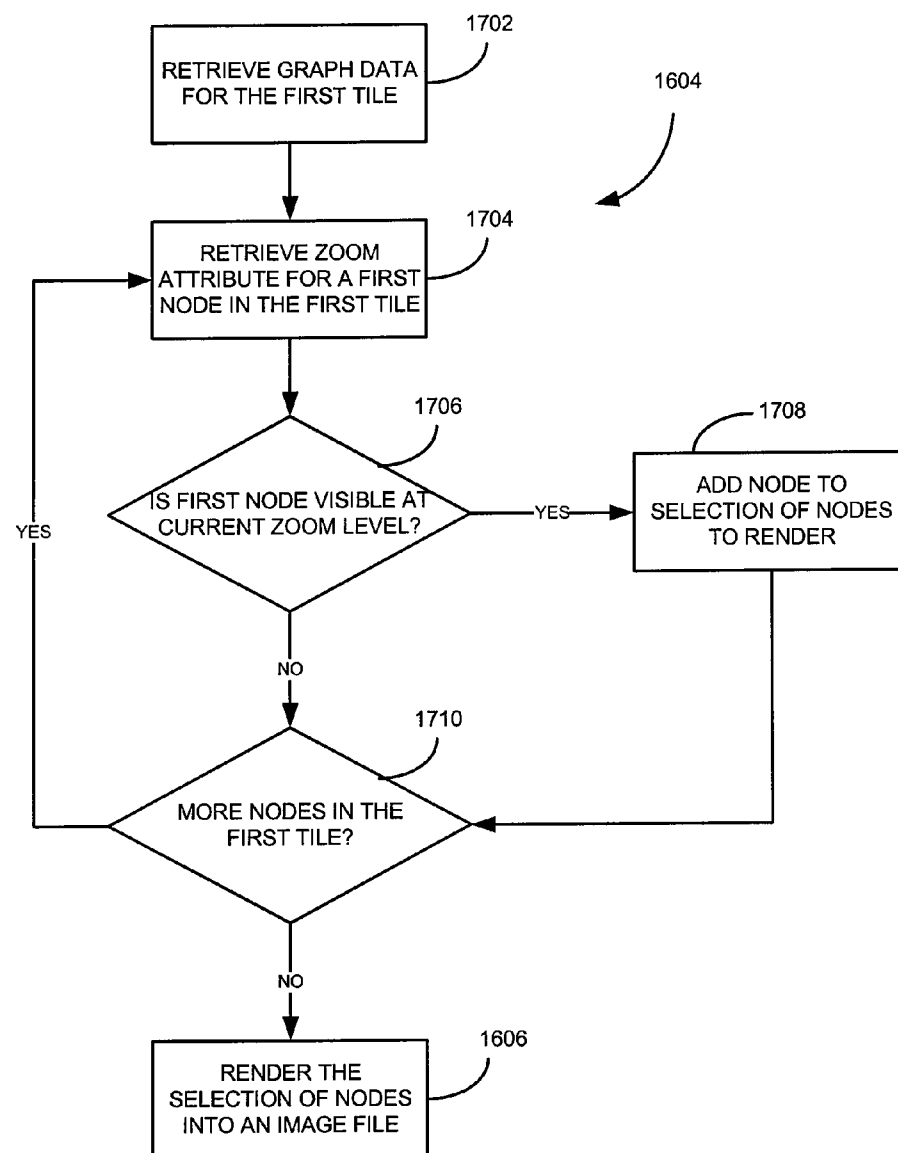 1702
RETRIEVE GRAPH DATA
FOR THE FIRST TILE
1604
1704
RETRIEVE ZOOM
ATTRIBUTE FOR A FIRST
NODE IN THE FIRST TILE
1706
IS FIRST NODE VISIBLE AT
CURRENT ZOOM LEVEL?
YES
1708
ADD NODE TO
SELECTION OF NODES
TO RENDER
YES
NO
1710
MORE NODES IN THE
FIRST TILE?
NO
1606
RENDER THE
SELECTION OF NODES
INTO AN IMAGE FILE